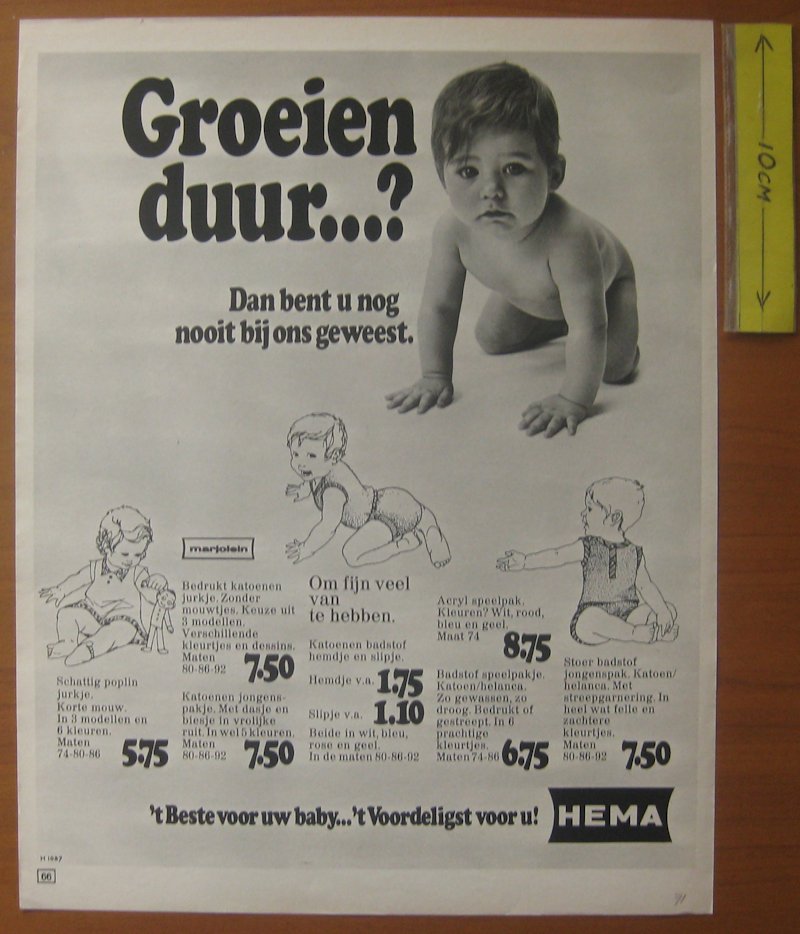 Groeien
duur...?
Dan bent u nog
nooit bij ons geweest.
10CM
marjolein
Schattig poplin
jurkje.
Korte mouw.
In 3 modellen en
6 kleuren.
Maten
74-80-86 5.75
Bedrukt katoenen
jurkje. Zonder
mouwtjes. Keuze uit
3 modellen.
Verschillende
kleurtjes en dessins.
Maten
80-86-92 7.50
Katoenen jongens-
pakje. Met dasje en
biesje in vrolijke
ruit. In wel 5 kleuren.
Maten
80-86-92 7.50
Om fijn veel
van
te hebben.
Katoenen badstof
hemdje en slipje.
Hemdje v.a. 1.75
Slipje v.a. 1.10
Beide in wit, bleu,
rose en geel.
In de maten 80-86-92
Acryl speelpak.
Kleuren? Wit, rood,
bleu en geel.
Maat 74 8.75
Badstof speelpakje.
Katoen/helanca.
Zo gewassen, zo
droog. Bedrukt of
gestreept. In 6
prachtige
kleurtjes.
Maten 74-86 6.75
Stoer badstof
jongenspak. Katoen/
helanca. Met
streepgarnering. In
heel wat felle en
zachtere
kleurtjes.
Maten
80-86-92 7.50
't Beste voor uw baby...'t Voordeligst voor u! HEMA
H 1087
66
71